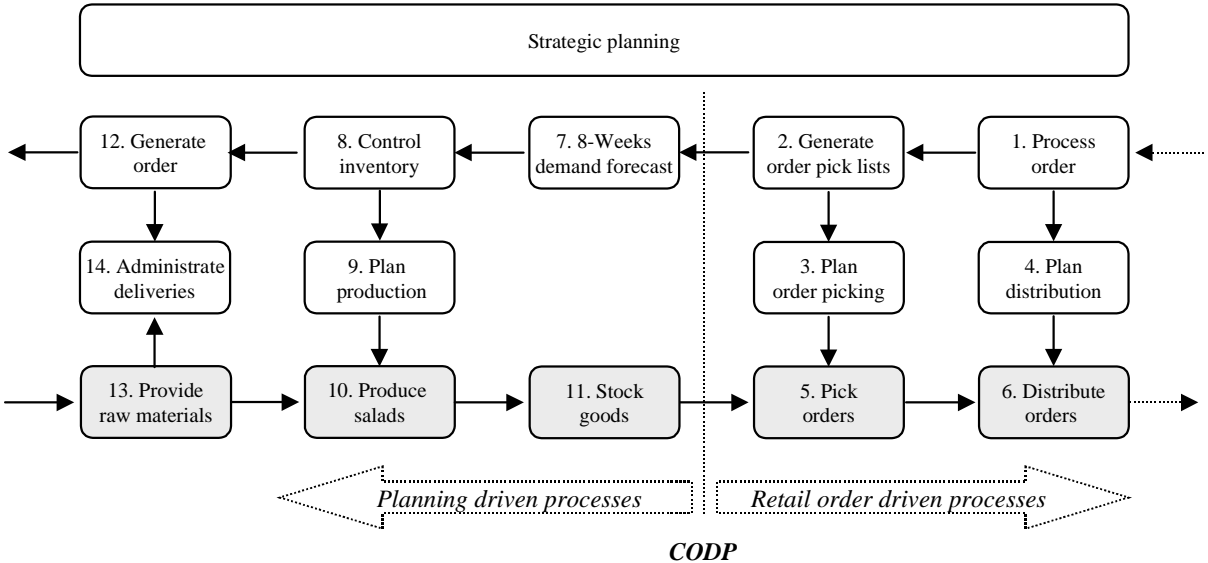 Strategic planning
12. Generate
order
8. Control
inventory
7. 8-Weeks
demand forecast
2. Generate
order pick lists
1. Process
order
14. Administrate
deliveries
9. Plan
production
3. Plan
order picking
4. Plan
distribution
13. Provide
raw materials
10. Produce
salads
11. Stock
goods
5. Pick
orders
6. Distribute
orders
Planning driven processes
Retail order driven processes
CODP